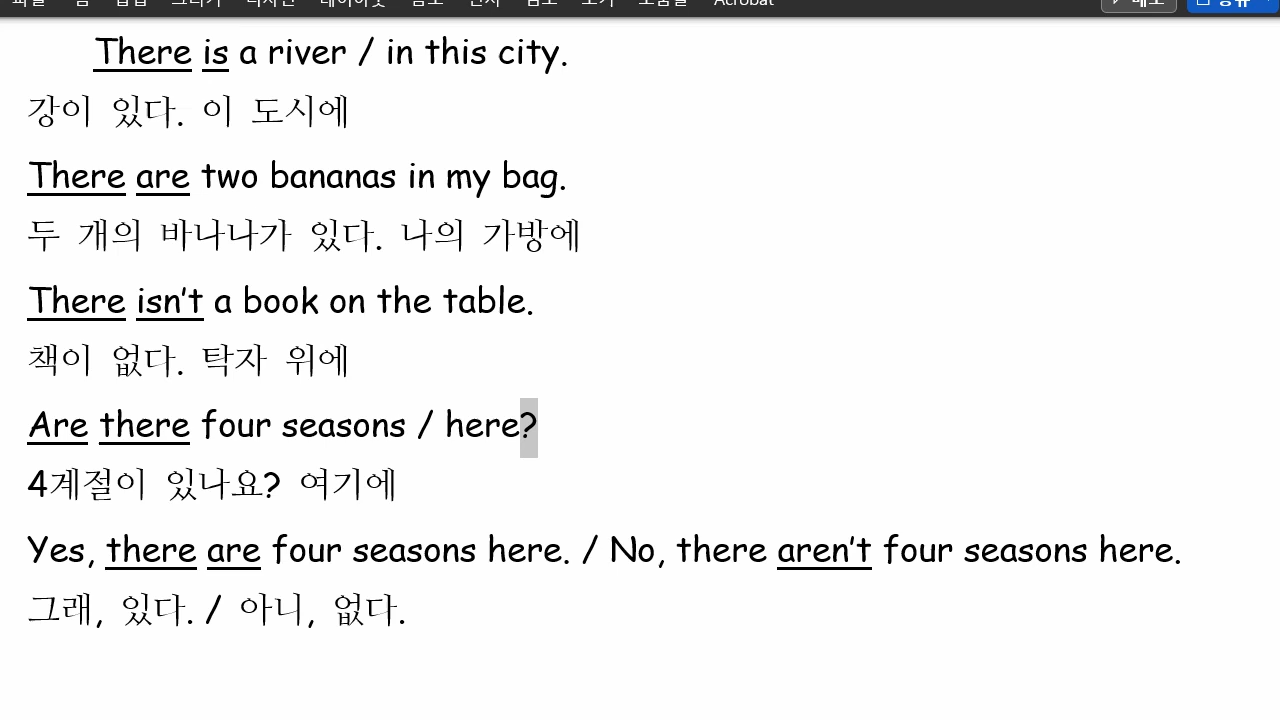 Acrobat
There is a river / in this city.
강이 있다. 이 도시에
There are two bananas in my bag.
두 개의 바나나가 있다. 나의 가방에
There isn't a book on the table.
책이 없다. 탁자 위에
Are there four seasons / here?
4계절이 있나요? 여기에
Yes, there are four seasons here. / No, there aren't four seasons here.
그래, 있다. / 아니, 없다.